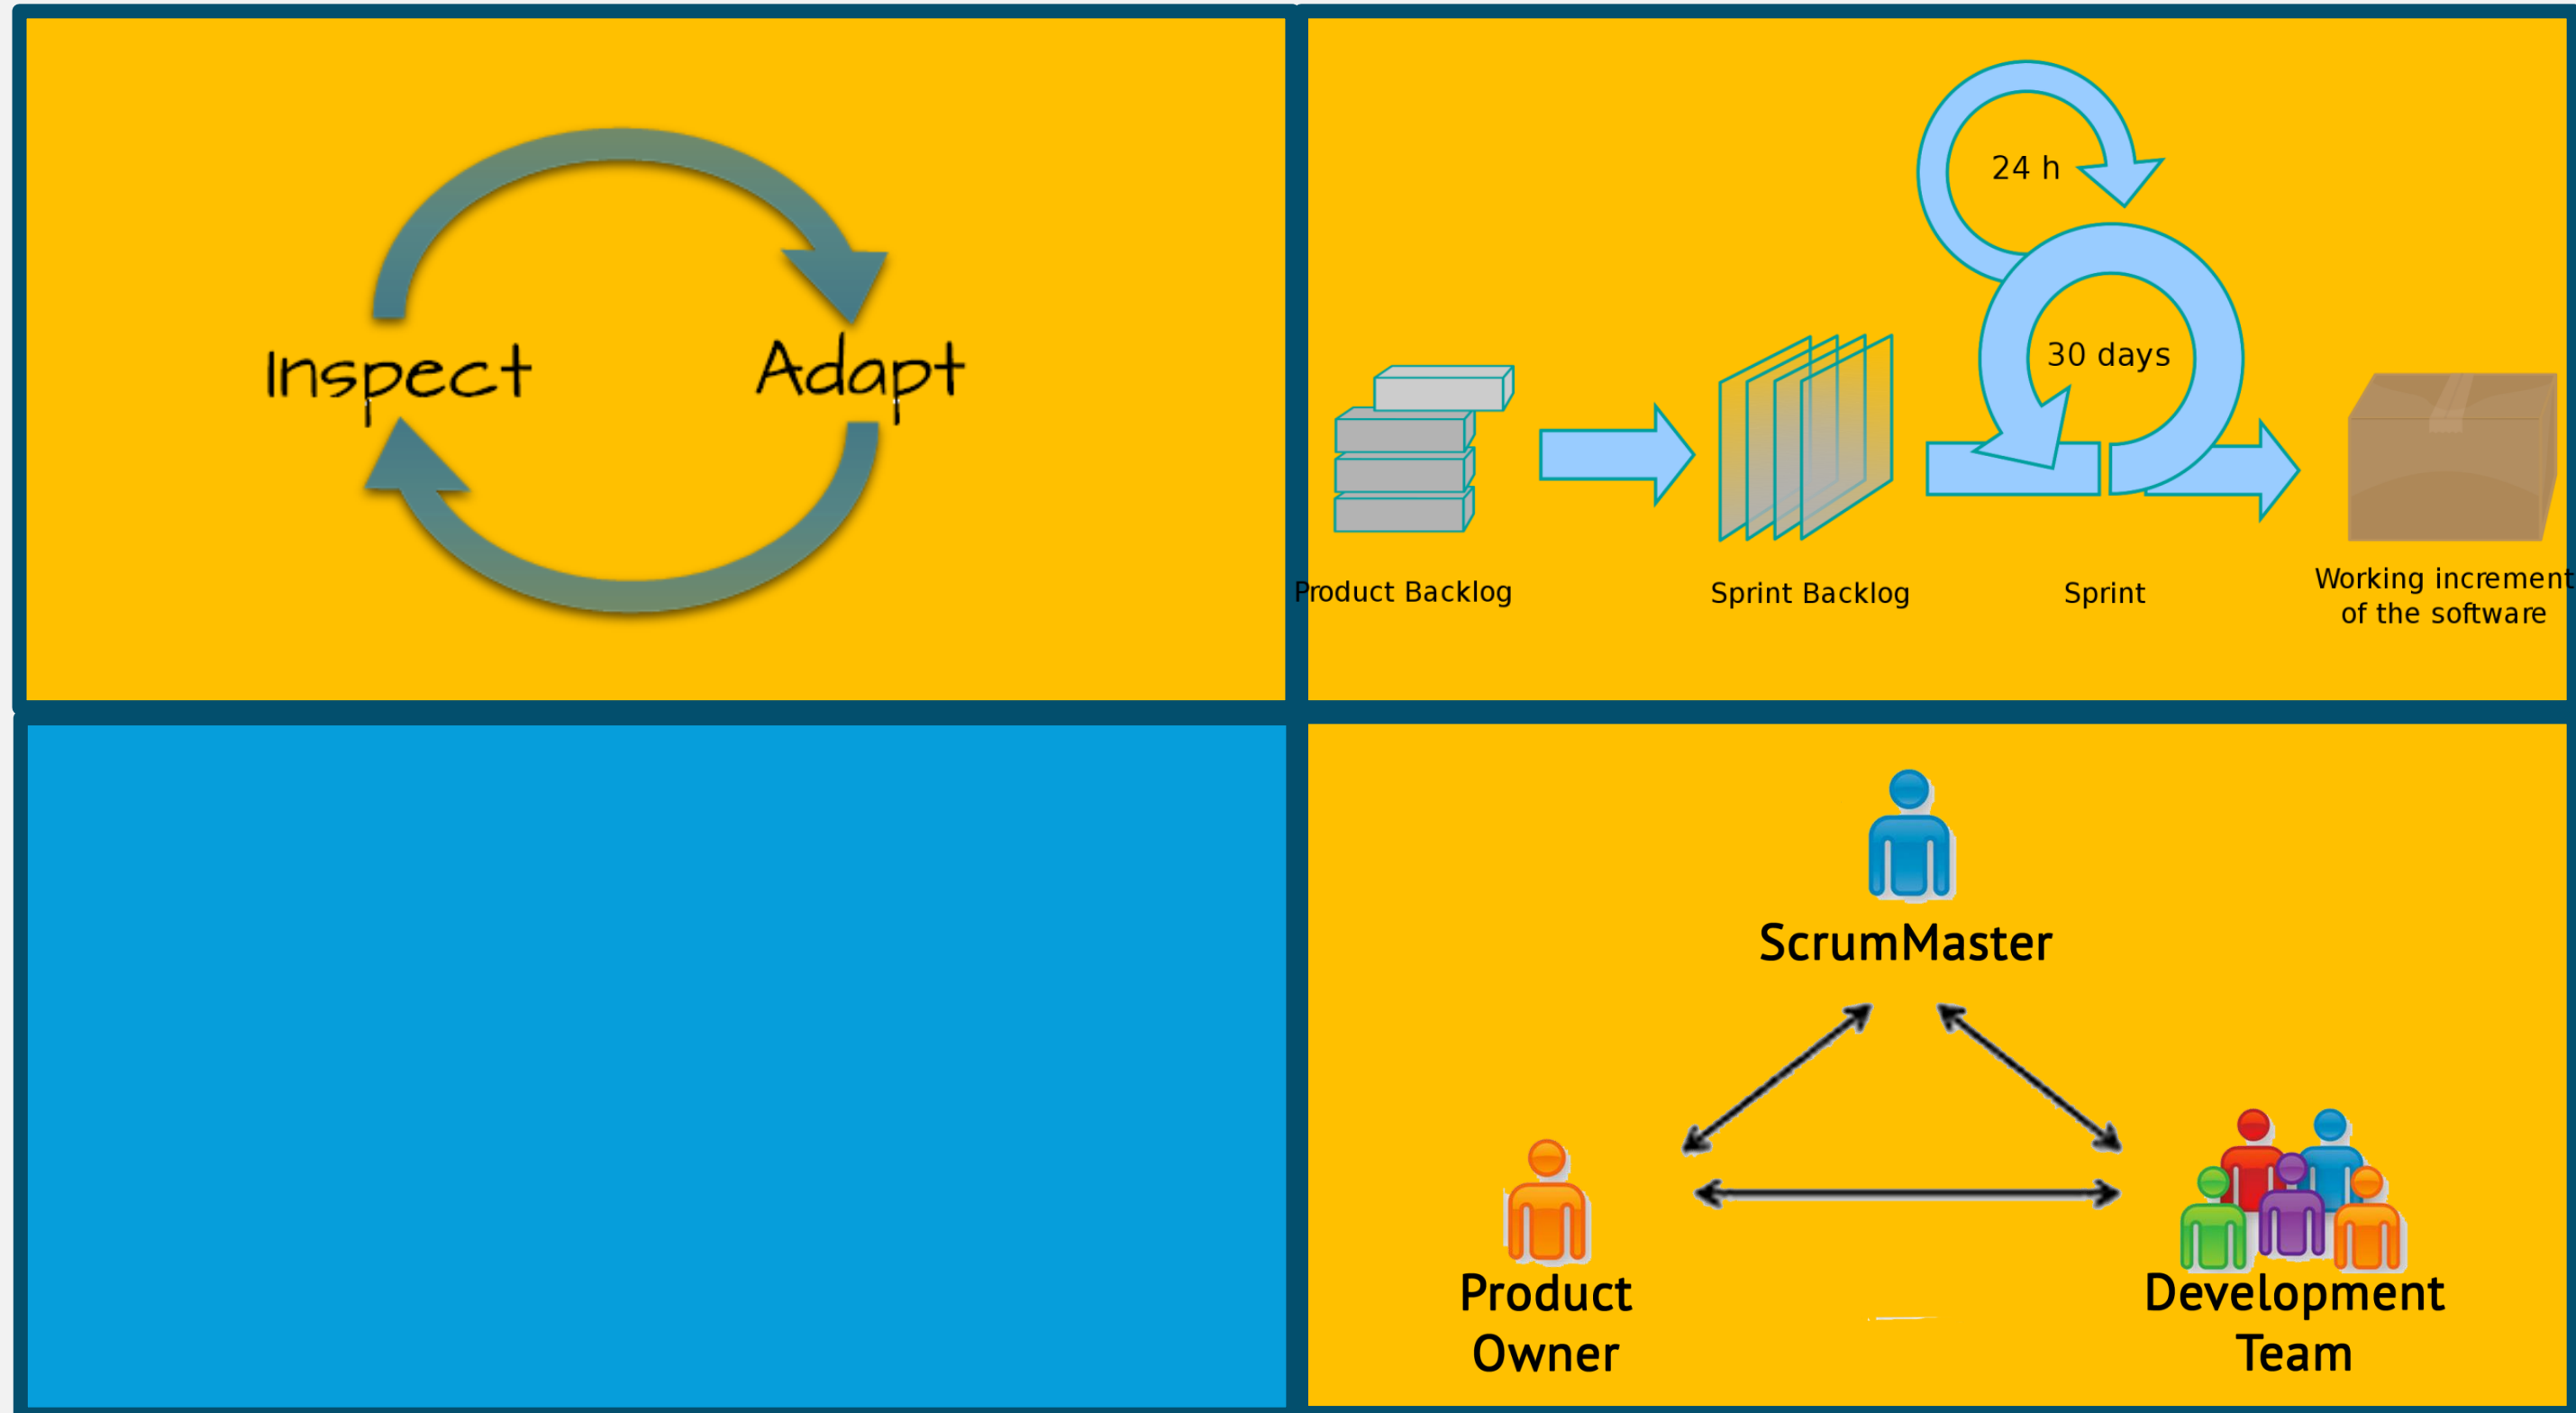 Inspect
Adapt
24 h
30 days
Product Backlog
Sprint Backlog
Sprint
Working increment
of the software
ScrumMaster
Product
Owner
Development
Team